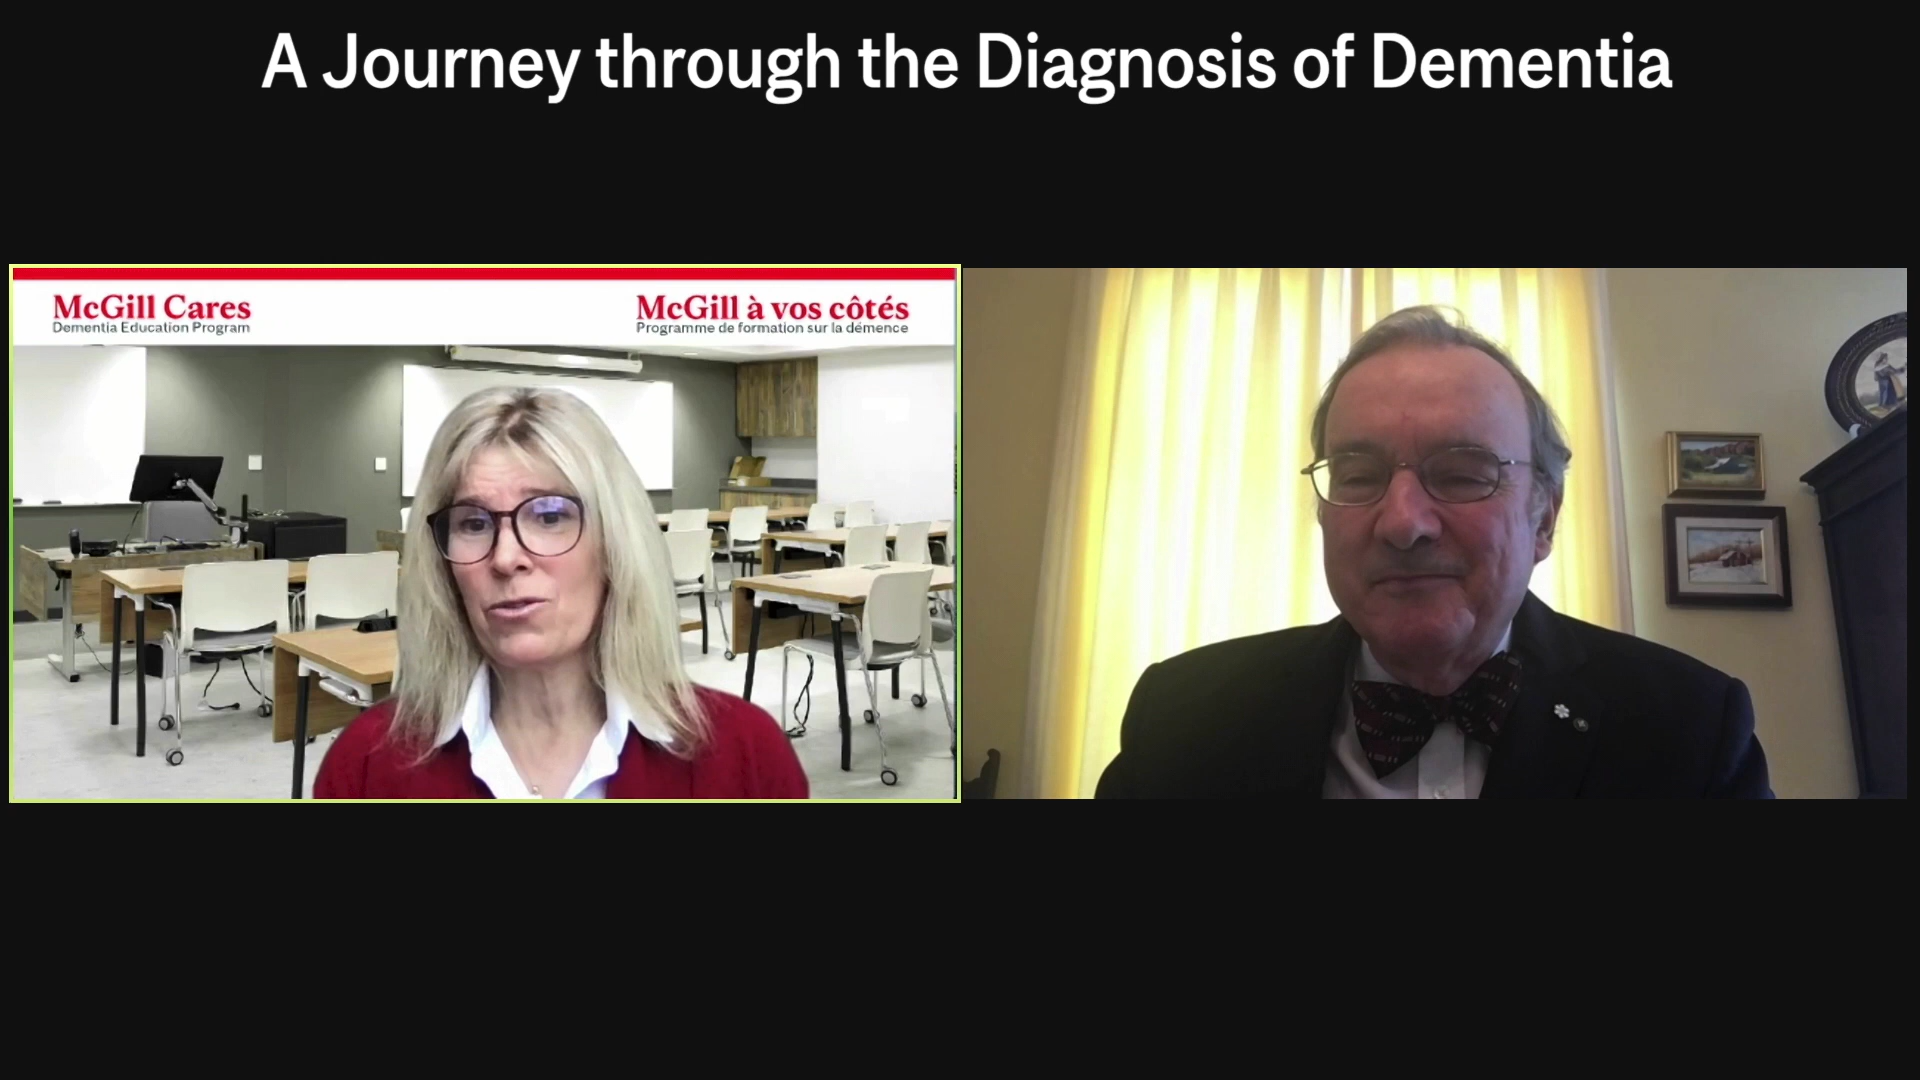 A Journey through the Diagnosis of Dementia
McGill Cares
Dementia Education Program
McGill à vos côtés
Programme de formation sur la démence